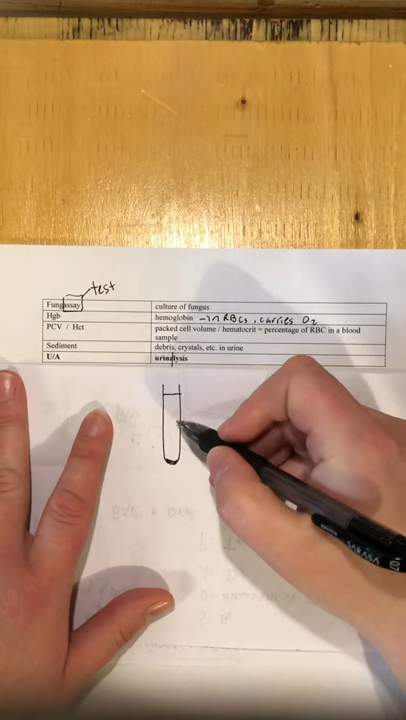 test
Fungassay culture of fungus
Hgb hemoglobin - in RBCs, carries O2
PCV / Hct packed cell volume / hematocrit = percentage of RBC in a blood
sample
Sediment debris, crystals, etc. in urine
U/A urinalysis
SARASA